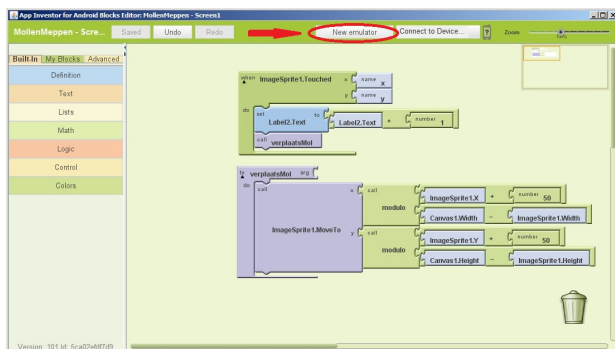 App Inventor for Android Blocks Editor: MollenMeppen - Screen1
MollenMeppen - Scre...
Saved
Undo
Redo
New emulator
Connect to Device...
?
Zoom
Built-In
My Blocks
Advanced
Definition
Text
Lists
Math
Logic
Control
Colors
when ImageSprite1.Touched x name x
y name y
do set Label2.Text to Label2.Text + number 1
call verplaatsMol
to verplaatsMol arg
do call ImageSprite1.MoveTo x call modulo ImageSprite1.X + number 50
Canvas1.Width - ImageSprite1.Width
y call modulo ImageSprite1.Y + number 50
Canvas1.Height - ImageSprite1.Height